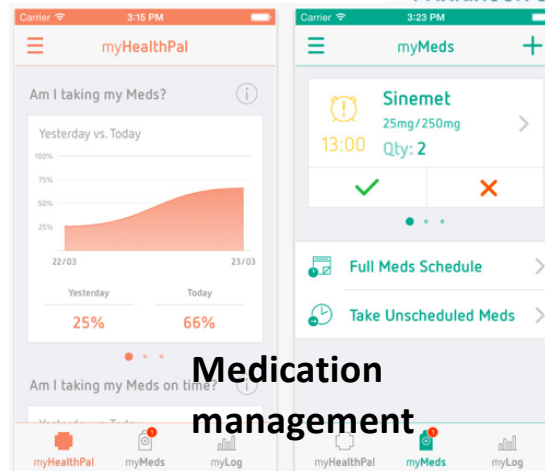 Carrier 3:15 PM
myHealthPal
Am I taking my Meds?
Yesterday vs. Today
100%
75%
50%
25%
22/03 23/03
Yesterday Today
25% 66%
Am I taking my Meds on time?
myHealthPal myMeds myLog
1
Carrier 3:23 PM
myMeds
Sinemet
25mg/250mg
13:00 Qty: 2
Full Meds Schedule
Take Unscheduled Meds
myHealthPal myMeds myLog
1
Medication
management